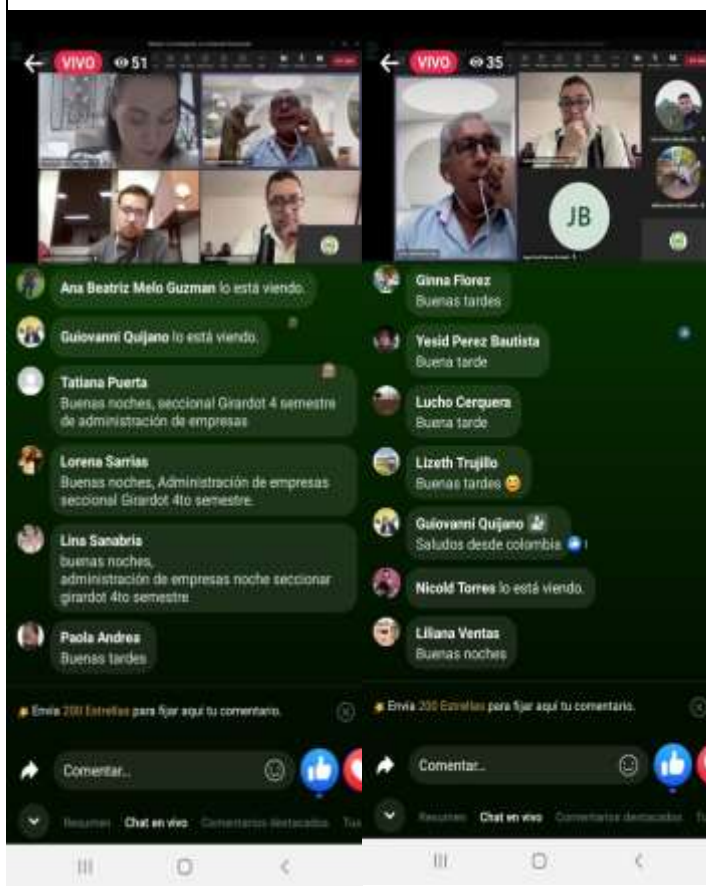 VIVO 51
Ana Beatriz Melo Guzman lo está viendo.
Guiovanni Quijano lo está viendo.
Tatiana Puerta
Buenas noches, seccional Girardot 4 semestre
de administración de empresas
Lorena Sarrias
Buenas noches, Administración de empresas
seccional Girardot 4to semestre.
Lina Sanabria
buenas noches,
administración de empresas noche seccionar
girardot 4to semestre
Paola Andrea
Buenas tardes
Envía 200 Estrellas para fijar aquí tu comentario.
Comentar...
Resumen Chat en vivo Comentarios destacados
VIVO 35
JB
Ginna Florez
Buenas tardes
Yesid Perez Bautista
Buena tarde
Lucho Cerquera
Buena tarde
Lizeth Trujillo
Buenas tardes 😊
Guiovanni Quijano
Saludos desde colombia
Nicold Torres lo está viendo.
Liliana Ventas
Buenas noches
Envía 200 Estrellas para fijar aquí tu comentario.
Comentar...
Resumen Chat en vivo Comentarios destacados